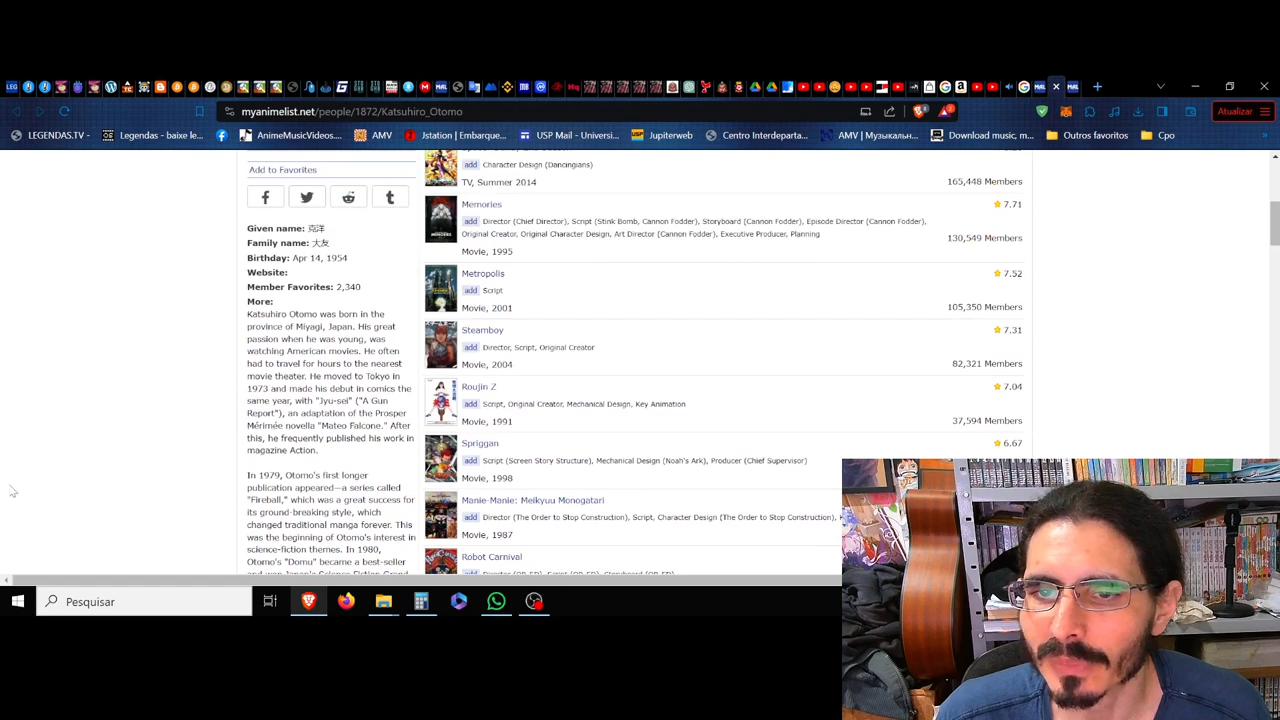 myanimelist.net/people/1872/Katsuhiro_Otomo
Atualizar
LEGENDAS.TV -
Legendas - baixe le...
AnimeMusicVideos....
AMV
Jstation | Embarque...
USP Mail - Universi...
Jupiterweb
Centro Interdeparta...
AMV | Музыкальн...
Download music, m...
Outros favoritos
Cpo
Add to Favorites
Given name: 克洋
Family name: 大友
Birthday: Apr 14, 1954
Website:
Member Favorites: 2,340
More:
Katsuhiro Otomo was born in the
province of Miyagi, Japan. His great
passion when he was young, was
watching American movies. He often
had to travel for hours to the nearest
movie theater. He moved to Tokyo in
1973 and made his debut in comics the
same year, with "Jyu-sei" ("A Gun
Report"), an adaptation of the Prosper
Mérimée novella "Mateo Falcone." After
this, he frequently published his work in
magazine Action.
In 1979, Otomo's first longer
publication appeared—a series called
"Fireball," which was a great success for
its ground-breaking style, which
changed traditional manga forever. This
was the beginning of Otomo's interest in
science-fiction themes. In 1980,
Otomo's "Domu" became a best-seller
add Character Design (Dancingians)
TV, Summer 2014
165,448 Members
Memories
7.71
add Director (Chief Director), Script (Stink Bomb, Cannon Fodder), Storyboard (Cannon Fodder), Episode Director (Cannon Fodder),
Original Creator, Original Character Design, Art Director (Cannon Fodder), Executive Producer, Planning
130,549 Members
Movie, 1995
Metropolis
7.52
add Script
Movie, 2001
105,350 Members
Steamboy
7.31
add Director, Script, Original Creator
Movie, 2004
82,321 Members
Roujin Z
7.04
add Script, Original Creator, Mechanical Design, Key Animation
Movie, 1991
37,594 Members
Spriggan
6.67
add Script (Screen Story Structure), Mechanical Design (Noah's Ark), Producer (Chief Supervisor)
Movie, 1998
Manie-Manie: Meikyuu Monogatari
add Director (The Order to Stop Construction), Script, Character Design (The Order to Stop Construction),
Movie, 1987
Robot Carnival
Pesquisar